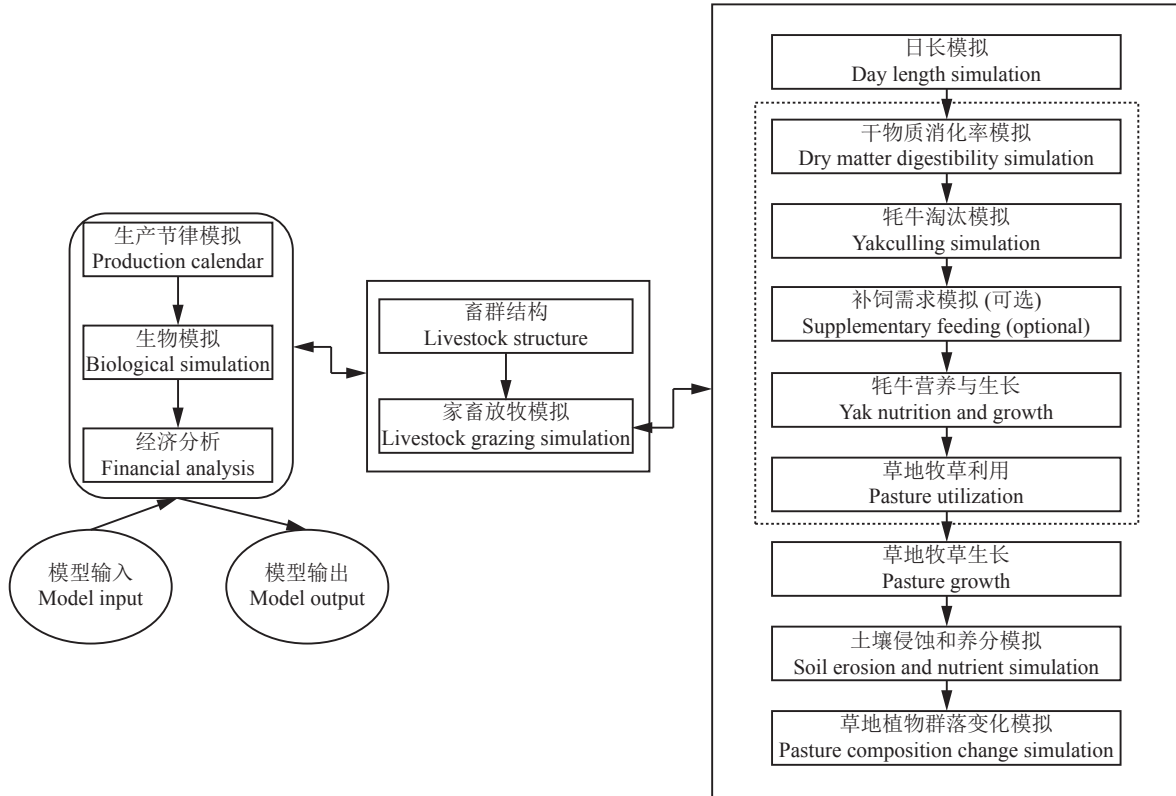 生产节律模拟
Production calendar
生物模拟
Biological simulation
经济分析
Financial analysis
模型输入
Model input
模型输出
Model output
畜群结构
Livestock structure
家畜放牧模拟
Livestock grazing simulation
日长模拟
Day length simulation
干物质消化率模拟
Dry matter digestibility simulation
牦牛淘汰模拟
Yakculling simulation
补饲需求模拟 (可选)
Supplementary feeding (optional)
牦牛营养与生长
Yak nutrition and growth
草地牧草利用
Pasture utilization
草地牧草生长
Pasture growth
土壤侵蚀和养分模拟
Soil erosion and nutrient simulation
草地植物群落变化模拟
Pasture composition change simulation